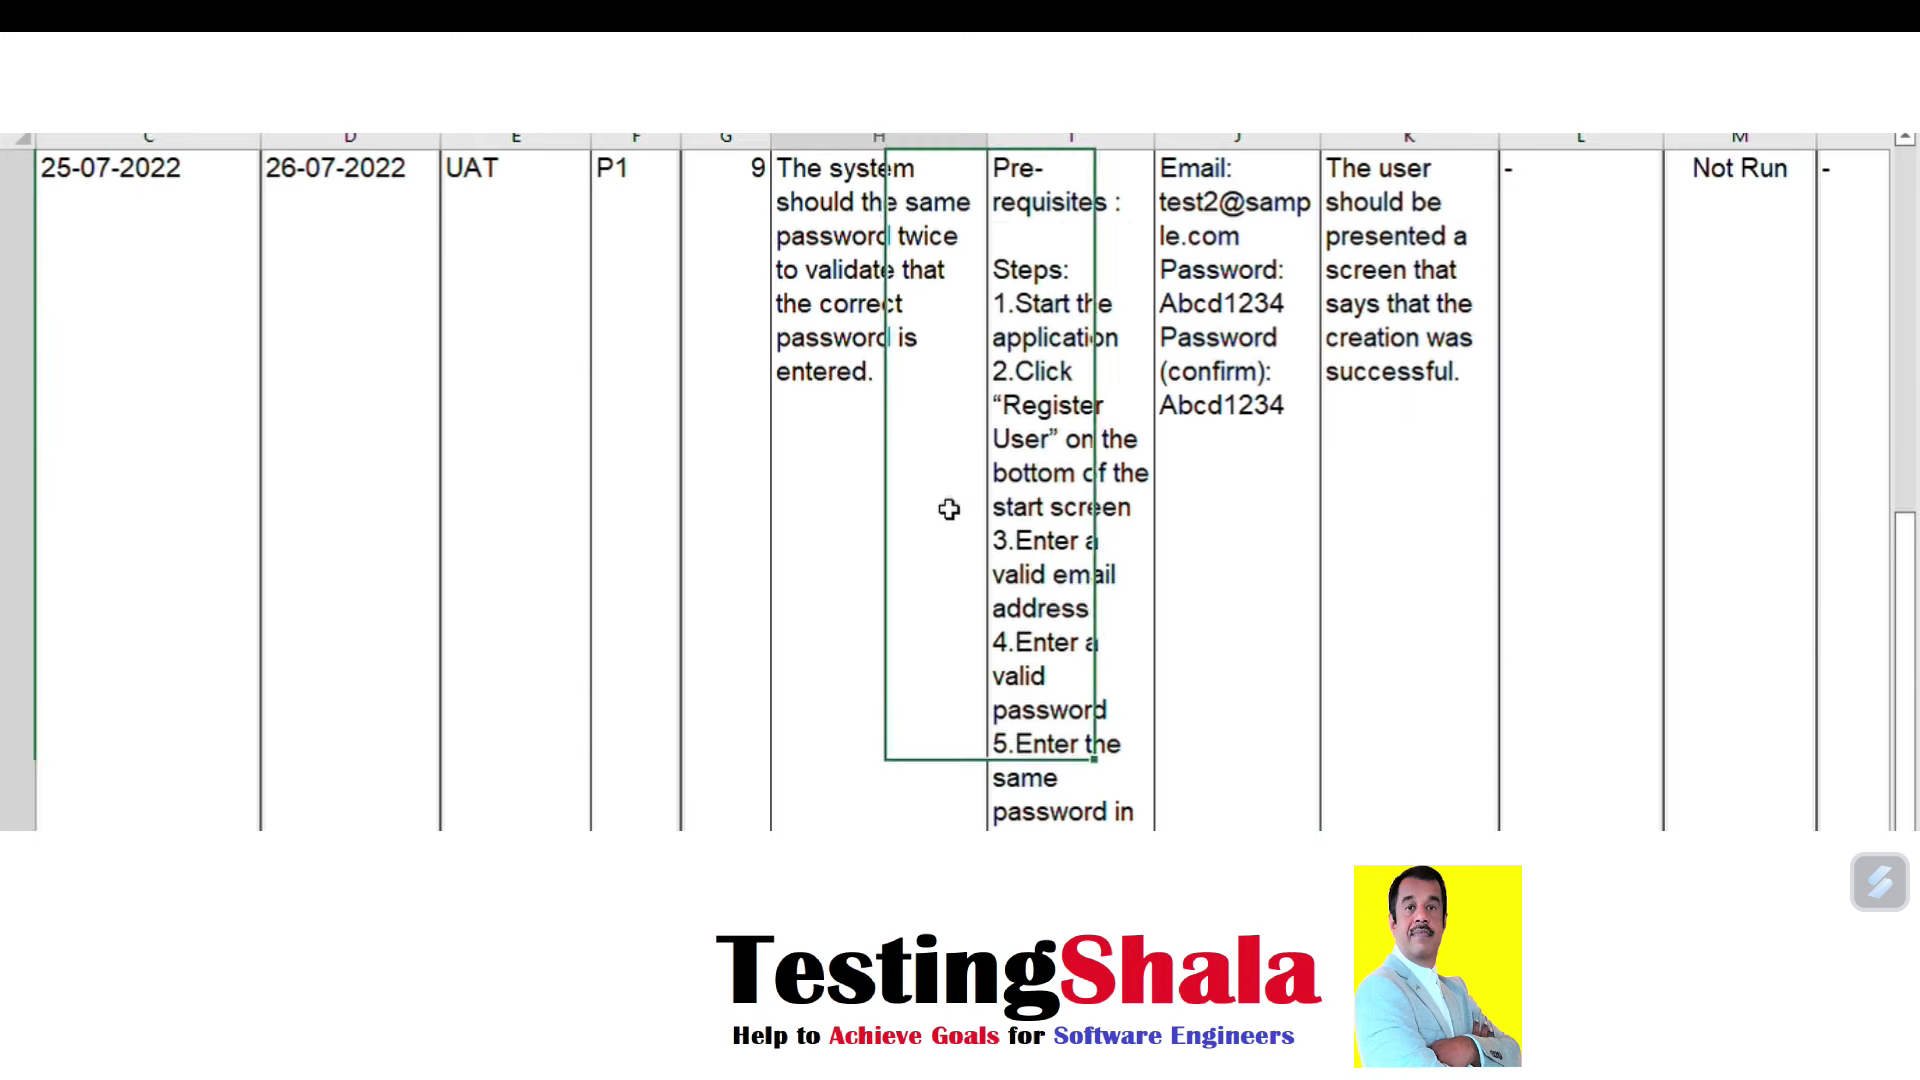 C D E F G H I J K L M
25-07-2022
26-07-2022
UAT
P1
9
The system
should the same
password twice
to validate that
the correct
password is
entered.
Pre-
requisites :
Steps:
1.Start the
application
2.Click
“Register
User” on the
bottom of the
start screen
3.Enter a
valid email
address
4.Enter a
valid
password
5.Enter the
same
password in
Email:
test2@samp
le.com
Password:
Abcd1234
Password
(confirm):
Abcd1234
The user
should be
presented a
screen that
says that the
creation was
successful.
-
Not Run
-
TestingShala
Help to Achieve Goals for Software Engineers